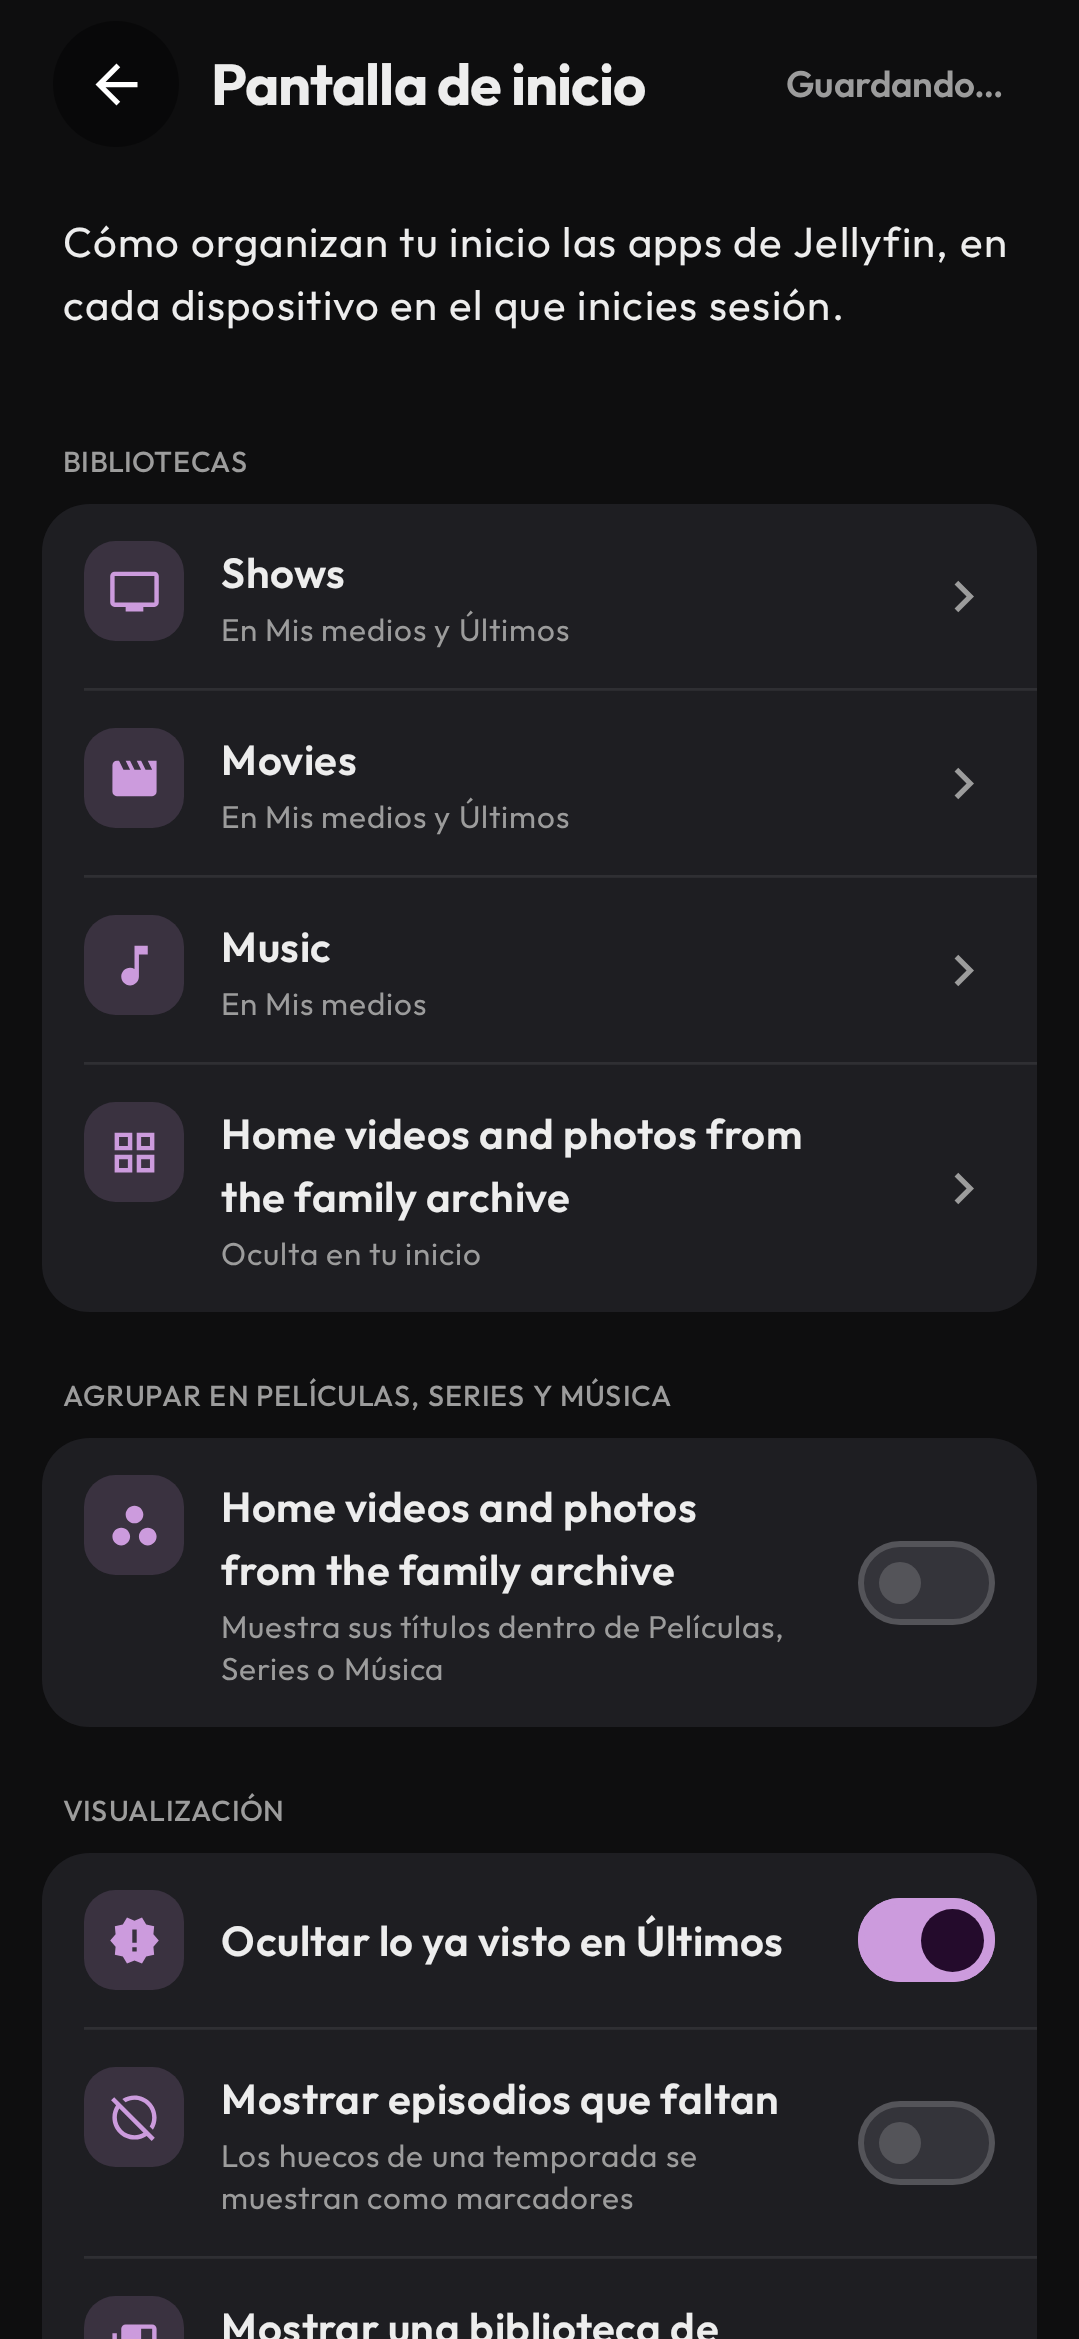 Pantalla de inicio
Guardando...
Cómo organizan tu inicio las apps de Jellyfin, en
cada dispositivo en el que inicies sesión.
BIBLIOTECAS
Shows
En Mis medios y Últimos
Movies
En Mis medios y Últimos
Music
En Mis medios
Home videos and photos from
the family archive
Oculta en tu inicio
AGRUPAR EN PELÍCULAS, SERIES Y MÚSICA
Home videos and photos
from the family archive
Muestra sus títulos dentro de Películas,
Series o Música
VISUALIZACIÓN
Ocultar lo ya visto en Últimos
Mostrar episodios que faltan
Los huecos de una temporada se
muestran como marcadores
Mostrar una biblioteca de